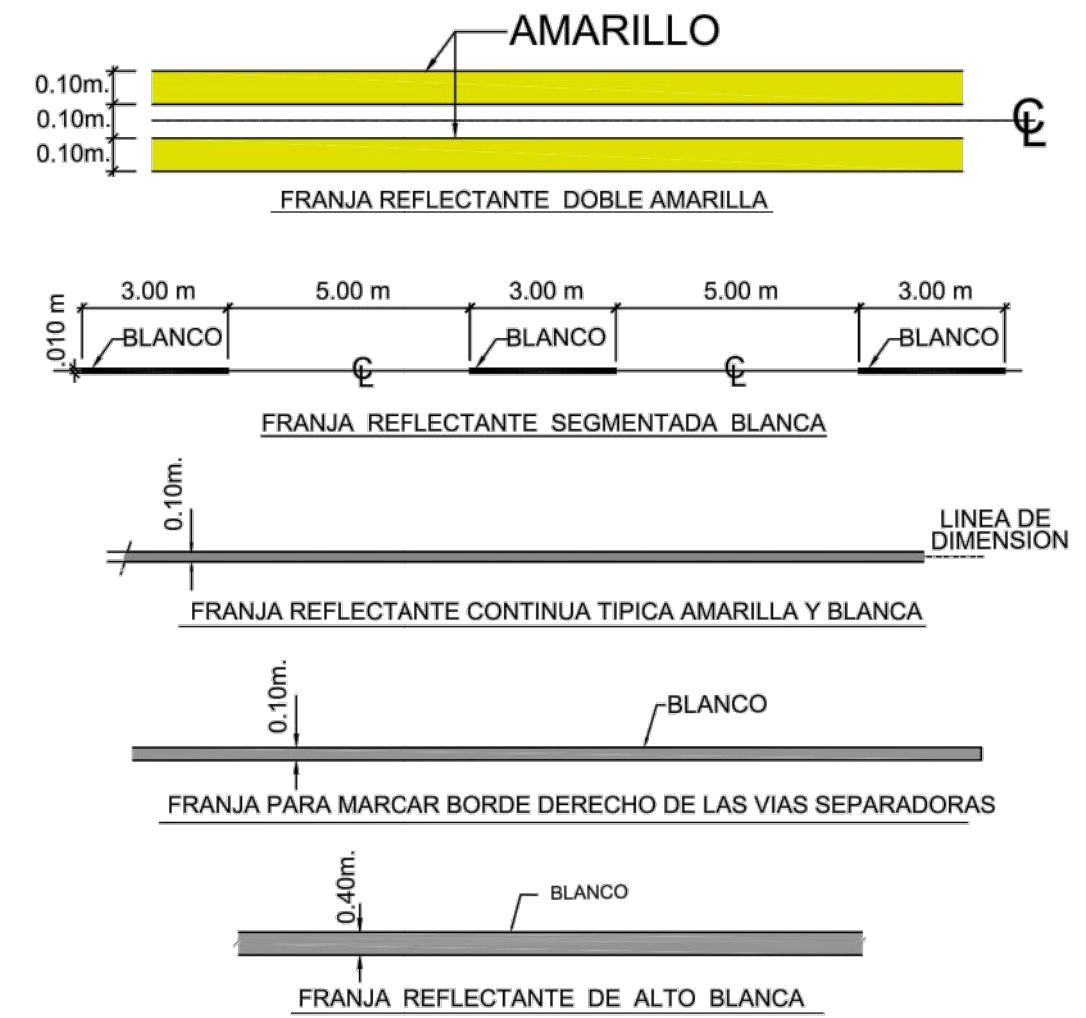 AMARILLO
0.10m.
0.10m.
0.10m.
℄
FRANJA REFLECTANTE DOBLE AMARILLA
3.00 m 5.00 m 3.00 m 5.00 m 3.00 m
.010 m
BLANCO BLANCO BLANCO
℄ ℄
FRANJA REFLECTANTE SEGMENTADA BLANCA
0.10m.
LINEA DE
DIMENSION
FRANJA REFLECTANTE CONTINUA TIPICA AMARILLA Y BLANCA
0.10m.
BLANCO
FRANJA PARA MARCAR BORDE DERECHO DE LAS VIAS SEPARADORAS
0.40m.
BLANCO
FRANJA REFLECTANTE DE ALTO BLANCA